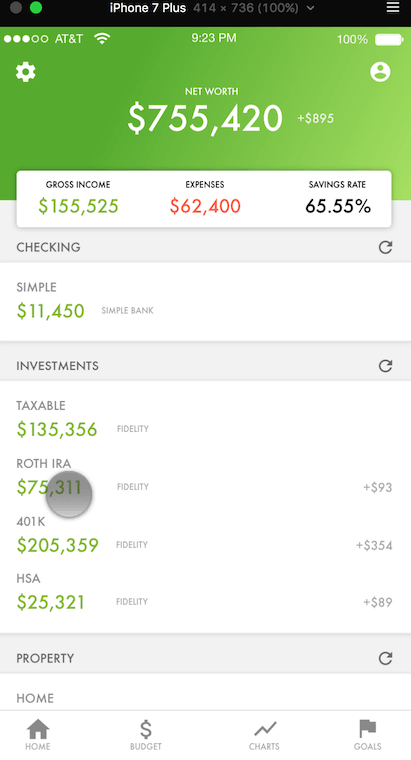 iPhone 7 Plus 414 × 736 (100%)
AT&T 9:23 PM 100%
NET WORTH
$755,420 +$895
GROSS INCOME EXPENSES SAVINGS RATE
$155,525 $62,400 65.55%
CHECKING
SIMPLE
$11,450 SIMPLE BANK
INVESTMENTS
TAXABLE
$135,356 FIDELITY
ROTH IRA
$75,311 FIDELITY +$93
401K
$205,359 FIDELITY +$354
HSA
$25,321 FIDELITY +$89
PROPERTY
HOME
HOME BUDGET CHARTS GOALS